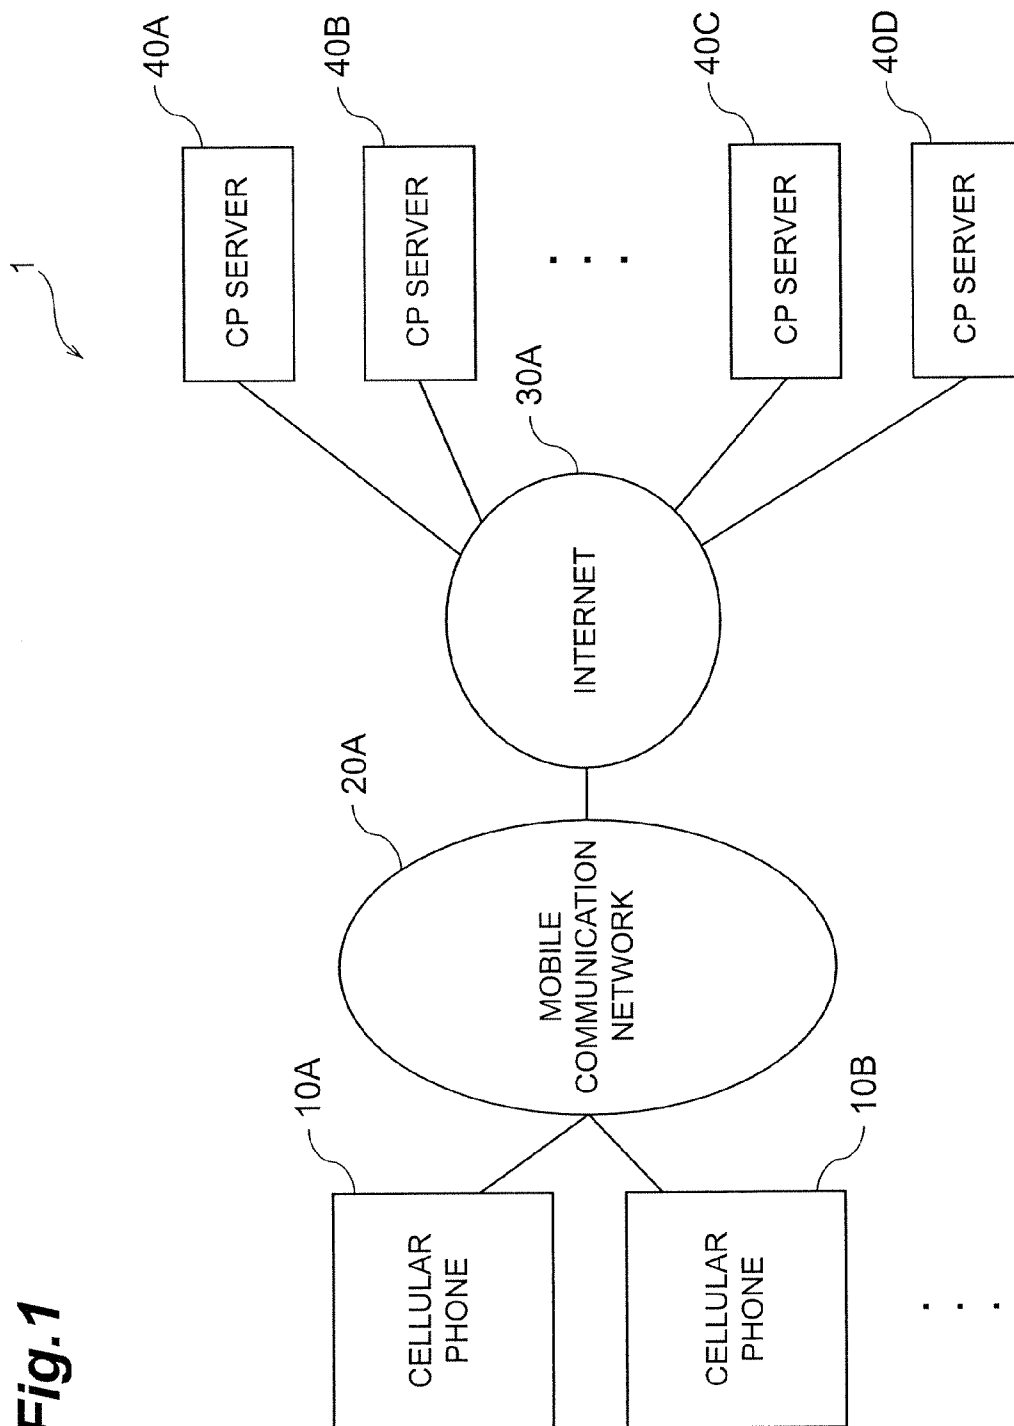 Fig.1
1
CELLULAR
PHONE
10A
CELLULAR
PHONE
10B
. . .
MOBILE
COMMUNICATION
NETWORK
20A
INTERNET
30A
CP SERVER
40A
CP SERVER
40B
. . .
CP SERVER
40C
CP SERVER
40D